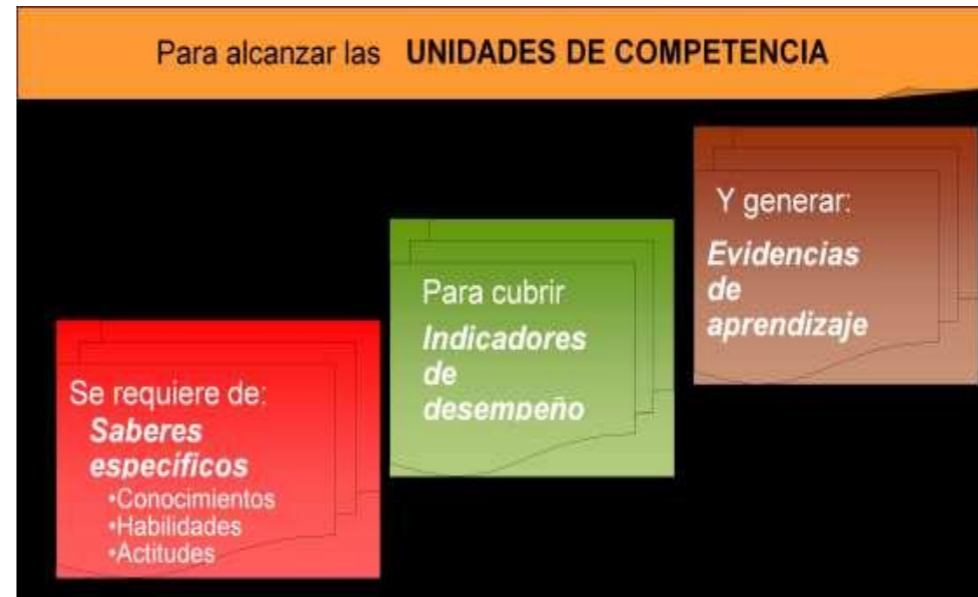 Para alcanzar las UNIDADES DE COMPETENCIA
Se requiere de:
Saberes
específicos
•Conocimientos
•Habilidades
•Actitudes
Para cubrir
Indicadores
de
desempeño
Y generar:
Evidencias
de
aprendizaje